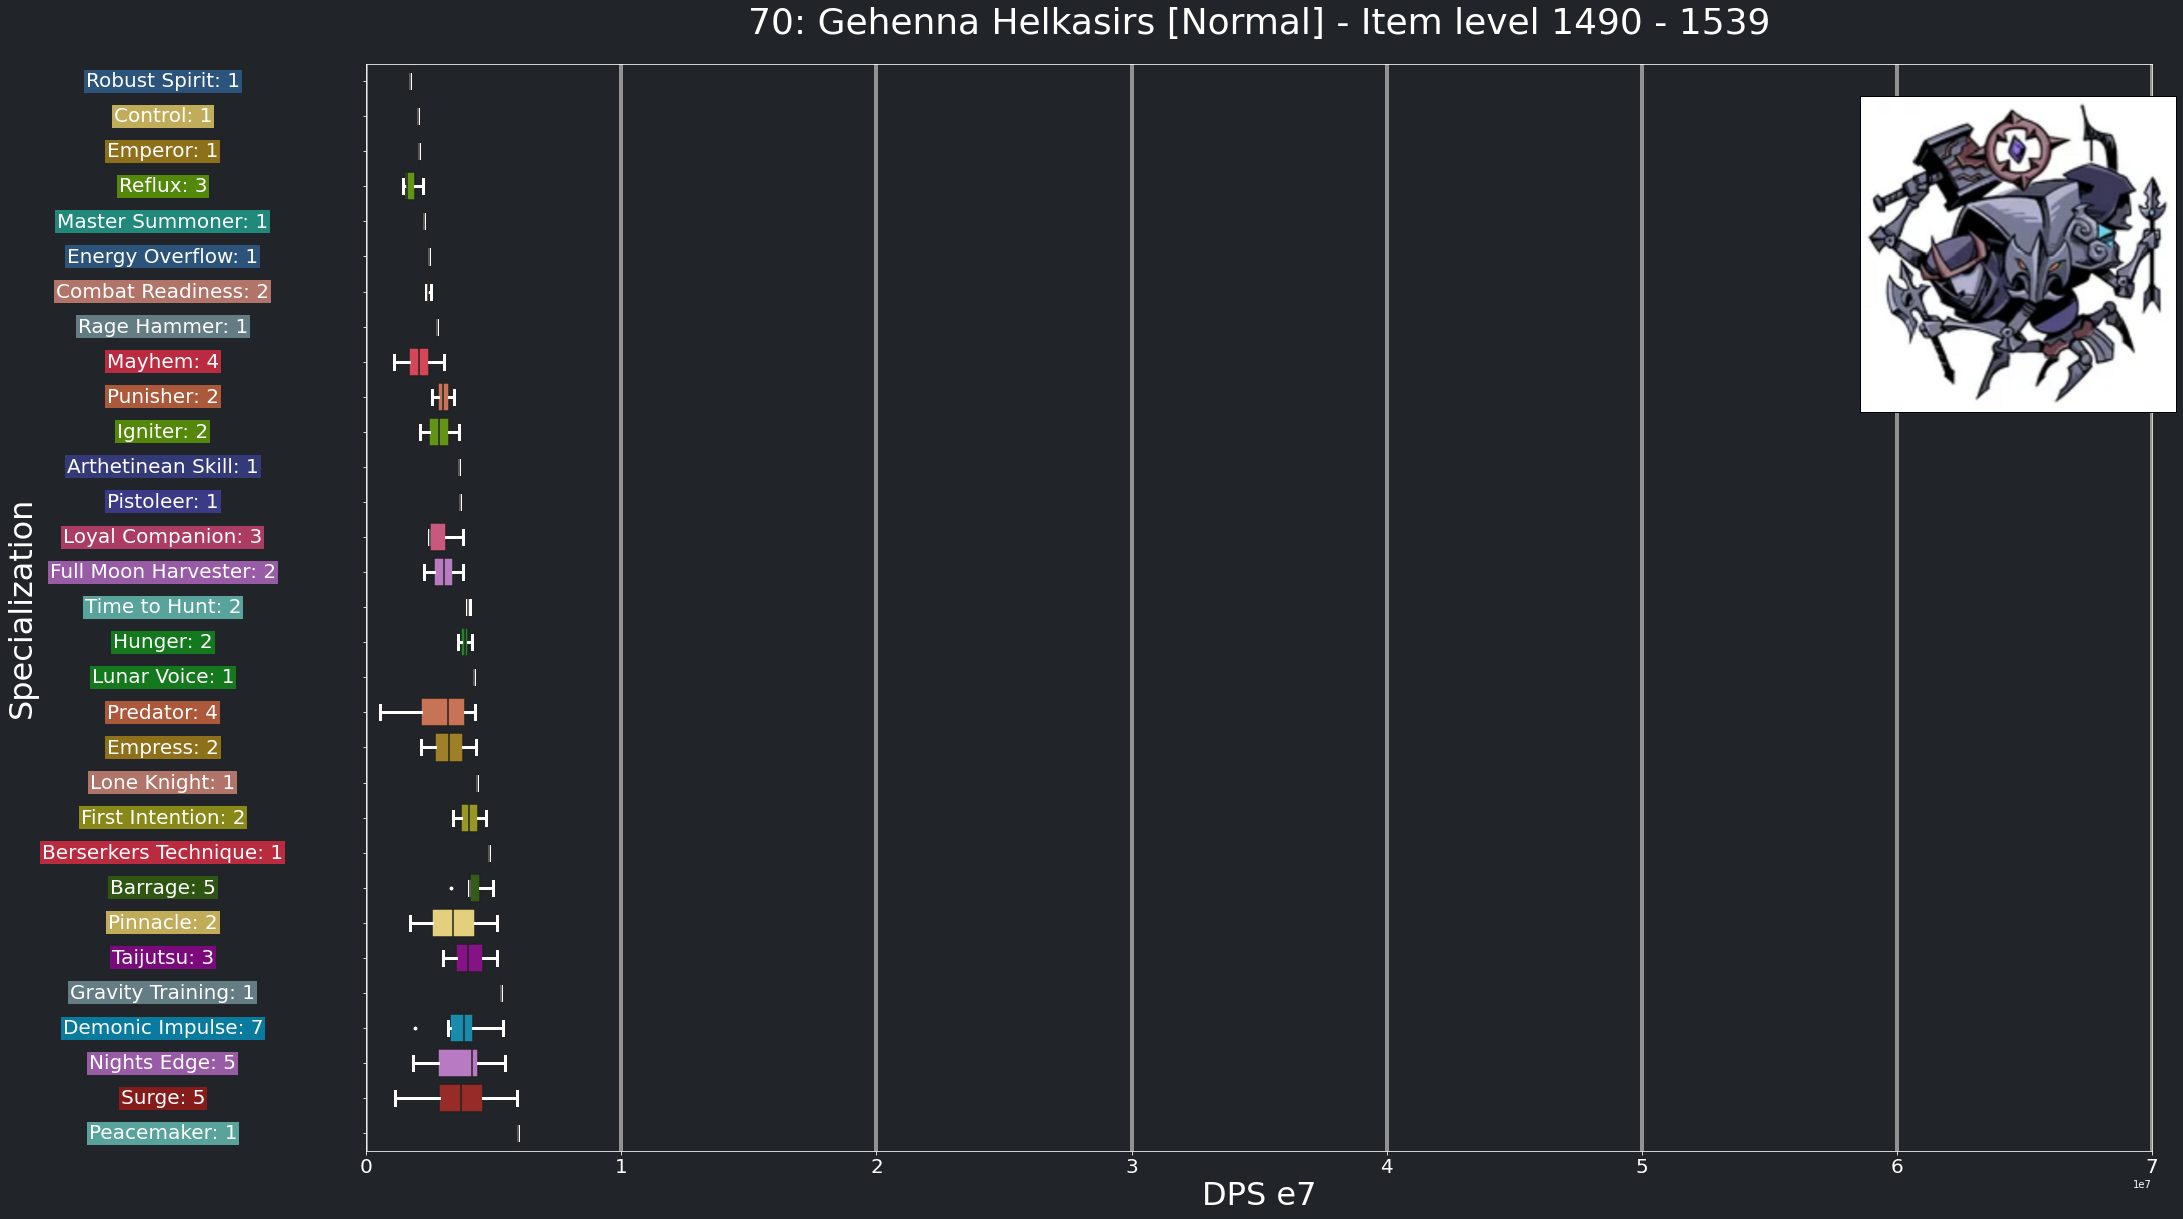 70: Gehenna Helkasirs [Normal] - Item level 1490 - 1539
Specialization
Robust Spirit: 1
Control: 1
Emperor: 1
Reflux: 3
Master Summoner: 1
Energy Overflow: 1
Combat Readiness: 2
Rage Hammer: 1
Mayhem: 4
Punisher: 2
Igniter: 2
Arthetinean Skill: 1
Pistoleer: 1
Loyal Companion: 3
Full Moon Harvester: 2
Time to Hunt: 2
Hunger: 2
Lunar Voice: 1
Predator: 4
Empress: 2
Lone Knight: 1
First Intention: 2
Berserkers Technique: 1
Barrage: 5
Pinnacle: 2
Taijutsu: 3
Gravity Training: 1
Demonic Impulse: 7
Nights Edge: 5
Surge: 5
Peacemaker: 1
0 1 2 3 4 5 6 7
1e7
DPS e7